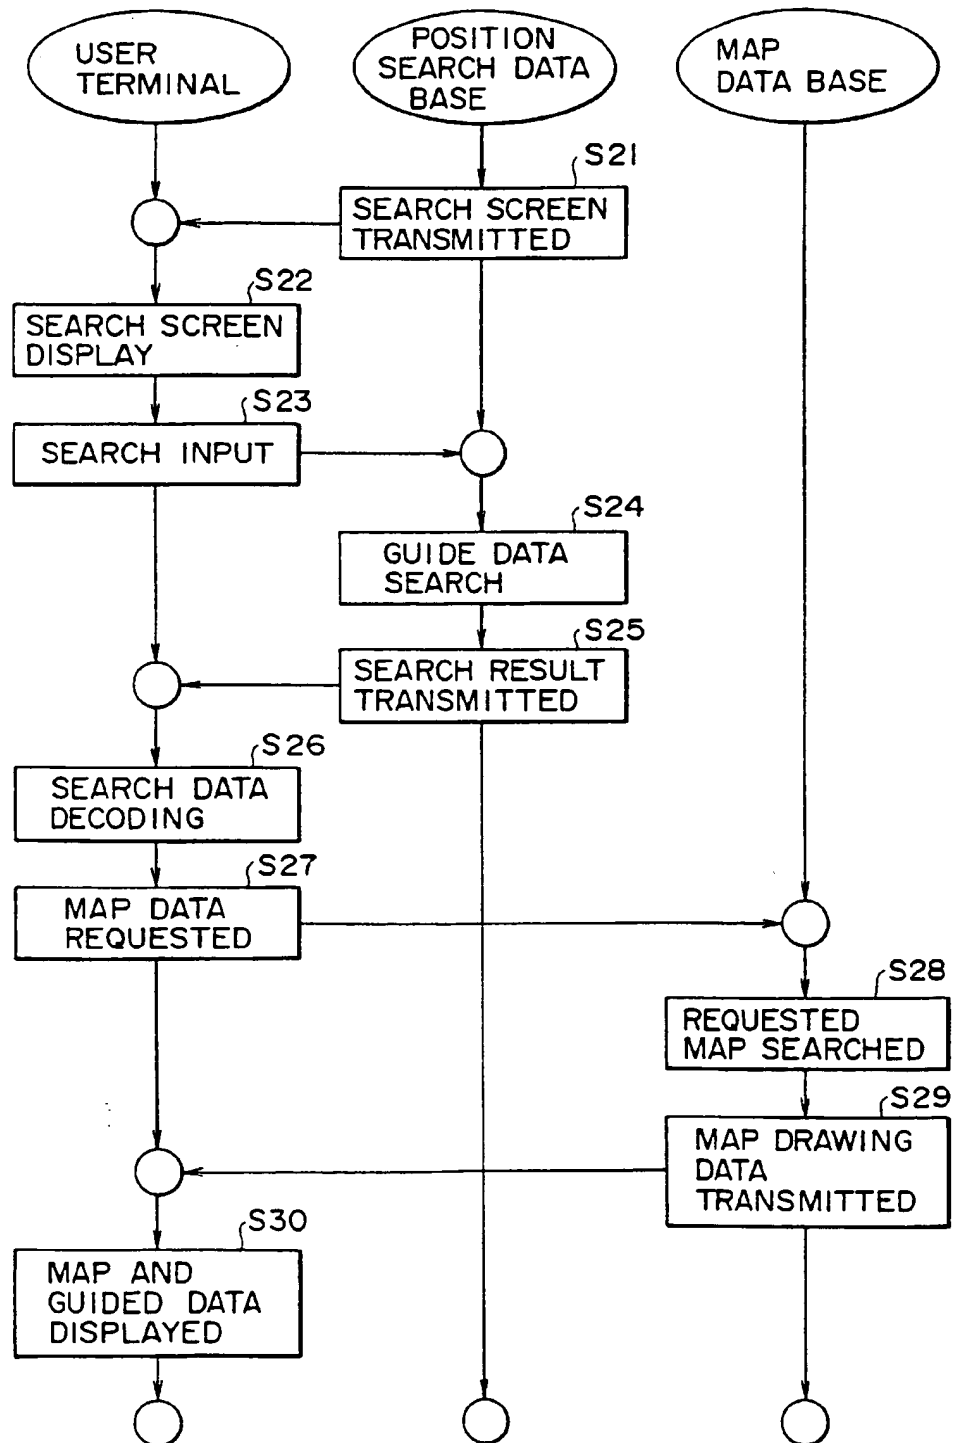 USER
TERMINAL
POSITION
SEARCH DATA
BASE
MAP
DATA BASE
S21
SEARCH SCREEN
TRANSMITTED
S22
SEARCH SCREEN
DISPLAY
S23
SEARCH INPUT
S24
GUIDE DATA
SEARCH
S25
SEARCH RESULT
TRANSMITTED
S26
SEARCH DATA
DECODING
S27
MAP DATA
REQUESTED
S28
REQUESTED
MAP SEARCHED
S29
MAP DRAWING
DATA
TRANSMITTED
S30
MAP AND
GUIDED DATA
DISPLAYED